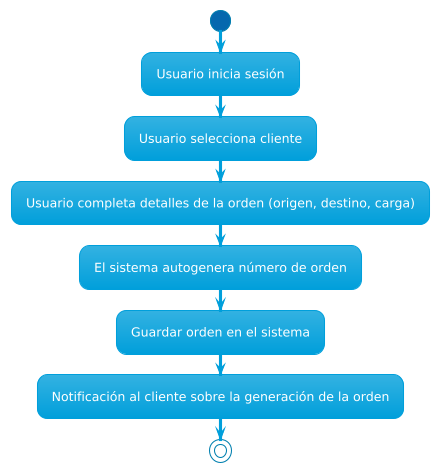 Usuario inicia sesión
Usuario selecciona cliente
Usuario completa detalles de la orden (origen, destino, carga)
El sistema autogenera número de orden
Guardar orden en el sistema
Notificación al cliente sobre la generación de la orden